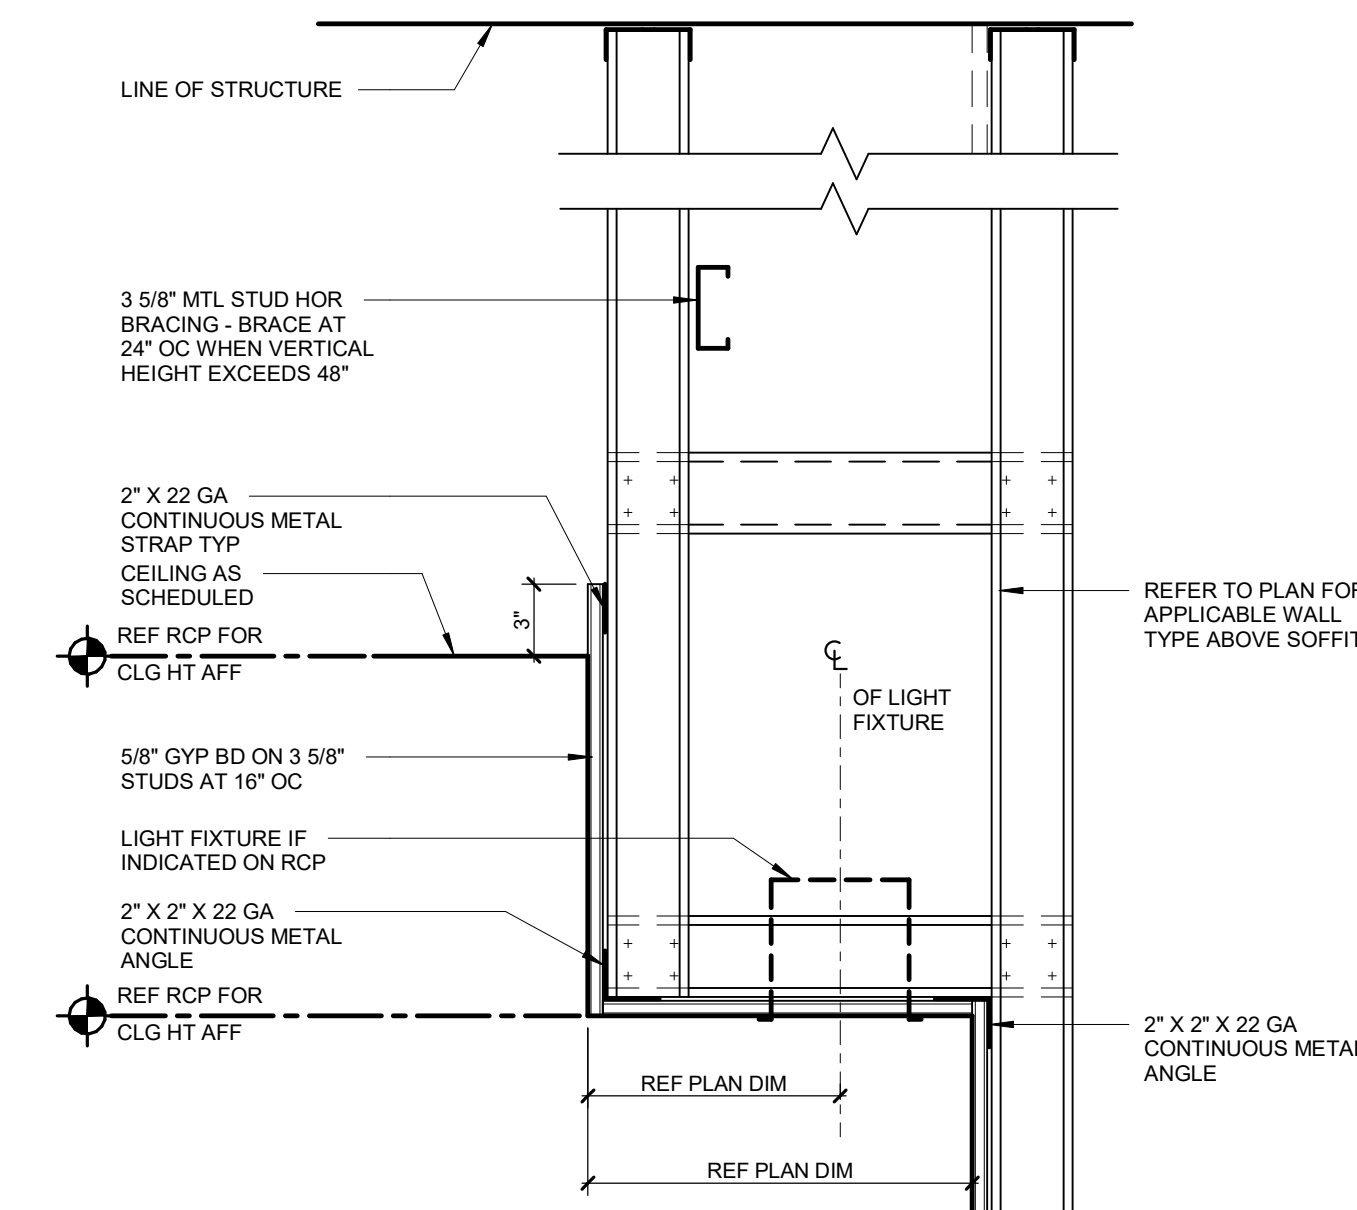 LINE OF STRUCTURE
3 5/8" MTL STUD HOR
BRACING - BRACE AT
24" OC WHEN VERTICAL
HEIGHT EXCEEDS 48"
2" X 22 GA
CONTINUOUS METAL
STRAP TYP
CEILING AS
SCHEDULED
3"
REF RCP FOR
CLG HT AFF
REFER TO PLAN FOR
APPLICABLE WALL
TYPE ABOVE SOFFIT
CL
OF LIGHT
FIXTURE
5/8" GYP BD ON 3 5/8"
STUDS AT 16" OC
LIGHT FIXTURE IF
INDICATED ON RCP
2" X 2" X 22 GA
CONTINUOUS METAL
ANGLE
REF RCP FOR
CLG HT AFF
2" X 2" X 22 GA
CONTINUOUS METAL
ANGLE
REF PLAN DIM
REF PLAN DIM